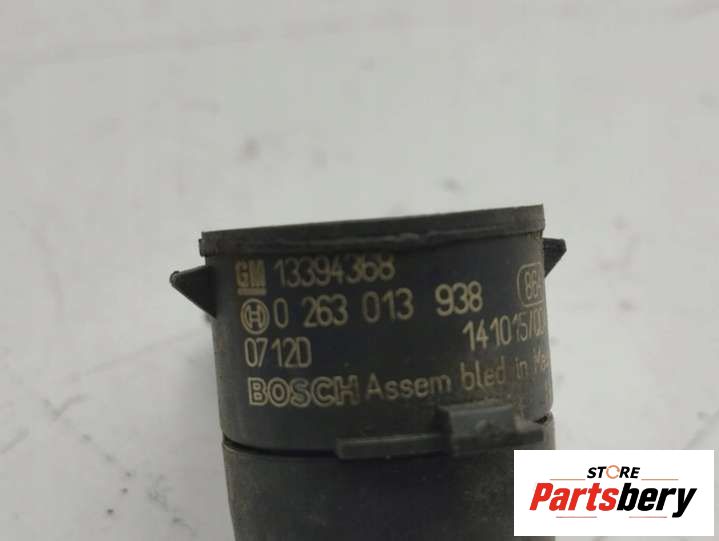 GM 13394368
0 263 013 938
0712D 141015/
BOSCH Assem bled in
STORE
Partsbery